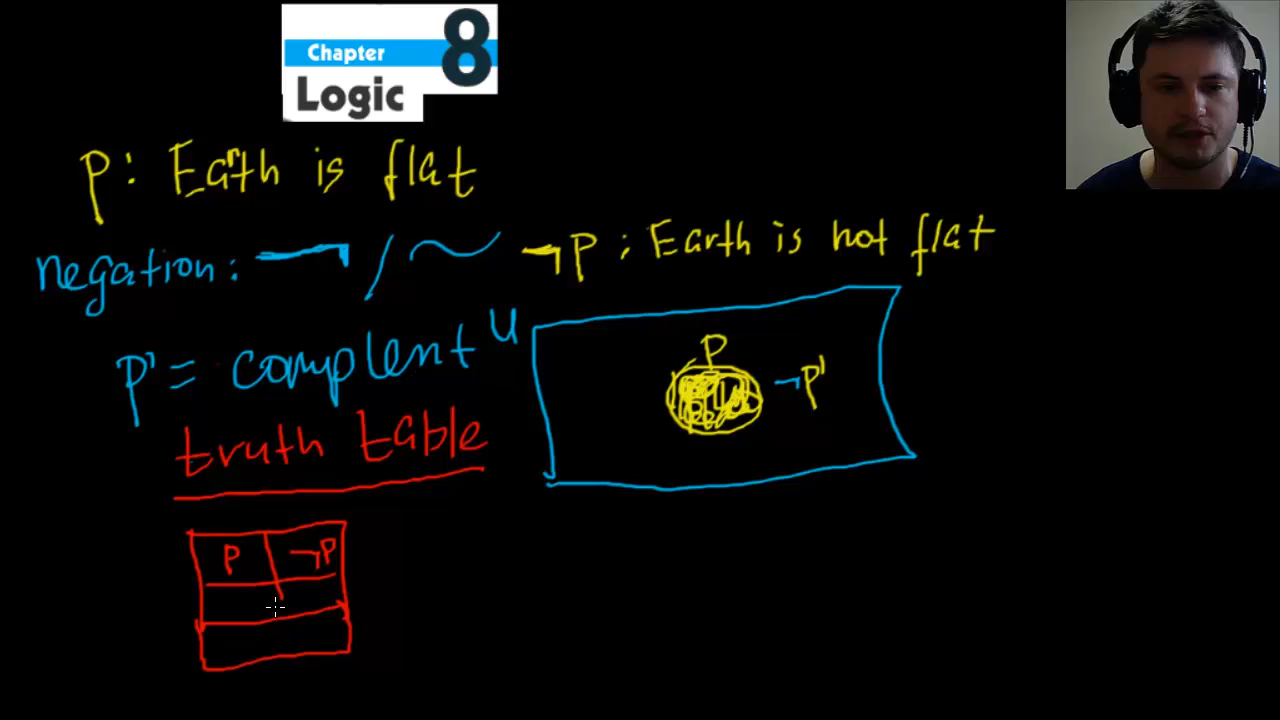 Chapter 8
Logic
p: Earth is flat
negation: ¬ / ~ ¬p: Earth is not flat
p' = complent
U
p
¬p'
truth table
p ¬p